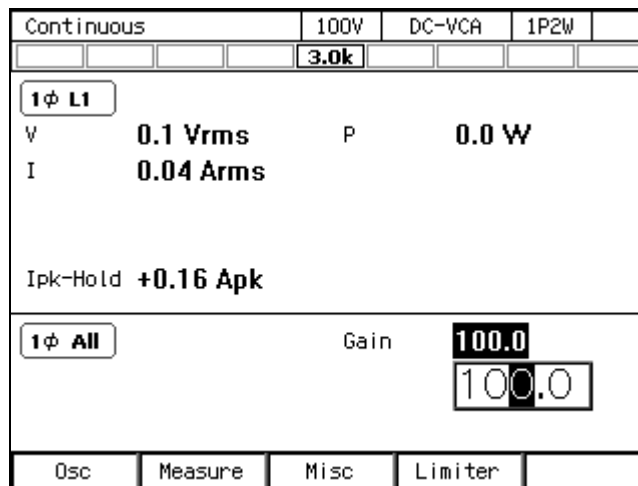 Continuous 100V DC-VCA 1P2W
3.0k
1ϕ L1
V 0.1 Vrms P 0.0 W
I 0.04 Arms
Ipk-Hold +0.16 Apk
1ϕ All Gain 100.0
100.0
Osc Measure Misc Limiter